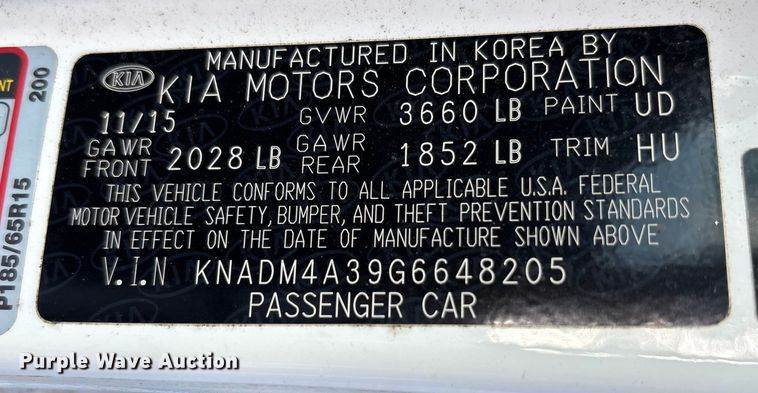 MANUFACTURED IN KOREA BY
KIA KIA MOTORS CORPORATION
11/15 GVWR 3660 LB PAINT UD
GAWR FRONT 2028 LB GAWR REAR 1852 LB TRIM HU
THIS VEHICLE CONFORMS TO ALL APPLICABLE U.S.A. FEDERAL
MOTOR VEHICLE SAFETY, BUMPER, AND THEFT PREVENTION STANDARDS
IN EFFECT ON THE DATE OF MANUFACTURE SHOWN ABOVE
V.I.N KNADM4A39G6648205
PASSENGER CAR
200
P185/65R15
Purple Wave Auction